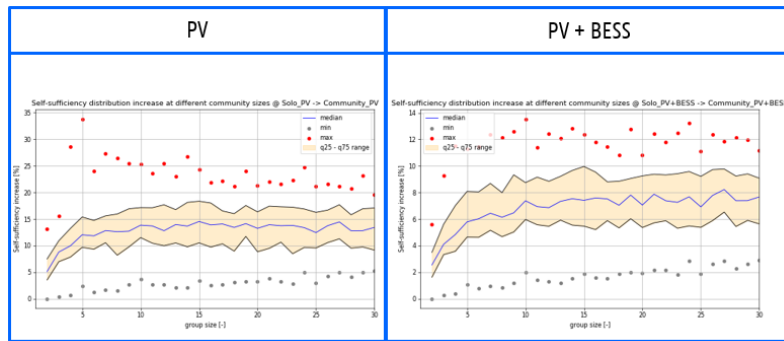 PV
PV + BESS
Self-sufficiency distribution increase at different community sizes @ Solo_PV -> Community_PV
35
30
25
20
15
10
5
0
Self-sufficiency increase [%]
median
min
max
q25 - q75 range
5
10
15
20
25
30
group size [-]
Self-sufficiency distribution increase at different community sizes @ Solo_PV+BESS -> Community_PV+BESS
14
12
10
8
6
4
2
0
Self-sufficiency increase [%]
median
min
max
q25 - q75 range
5
10
15
20
25
30
group size [-]